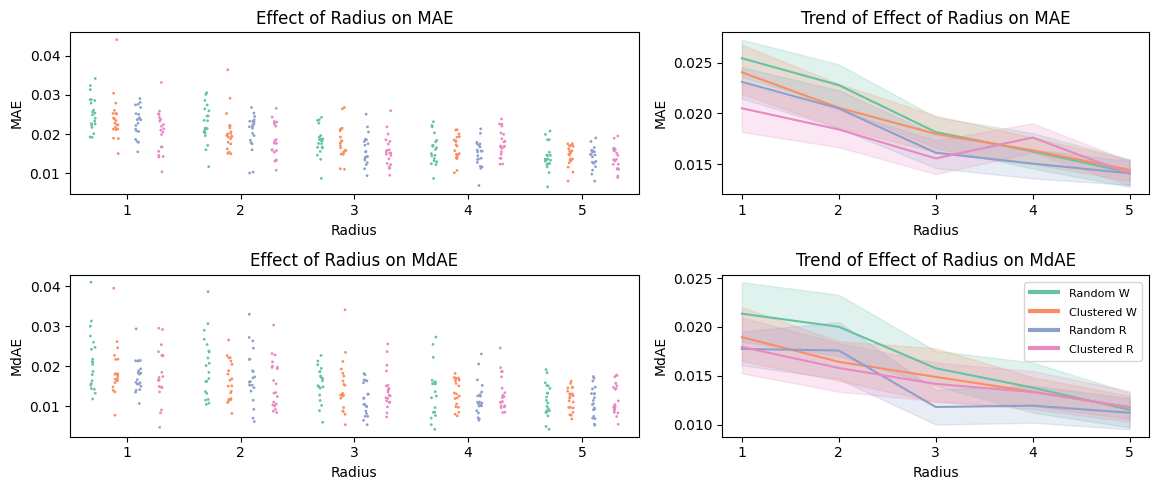 Effect of Radius on MAE
MAE
0.04
0.03
0.02
0.01
1 2 3 4 5
Radius
Trend of Effect of Radius on MAE
MAE
0.025
0.020
0.015
1 2 3 4 5
Radius
Effect of Radius on MdAE
MdAE
0.04
0.03
0.02
0.01
1 2 3 4 5
Radius
Trend of Effect of Radius on MdAE
MdAE
0.025
0.020
0.015
0.010
Random W
Clustered W
Random R
Clustered R
1 2 3 4 5
Radius